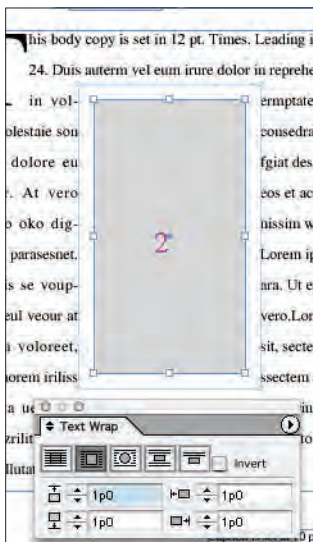 his body copy is set in 12 pt. Times. Leading i
24. Duis auterm vel eum irure dolor in reprehe
in vol- ermptate
olestaie son consedra
dolore eu fgiat des
. At vero eos et ac
o oko dig- nissim w
parasesnet. Lorem ip
s se voup- ara. Ut e
eul veour at vero.Lor
voloreet, sit, secte
orem iriliss ssectem
2
Text Wrap
Invert
1p0 1p0
1p0 1p0